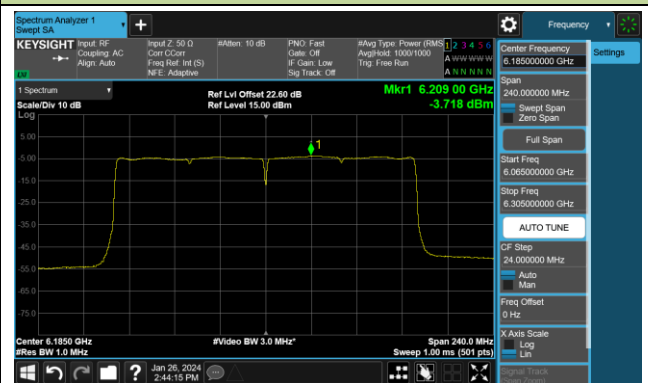 Spectrum Analyzer 1
Swept SA
Frequency
KEYSIGHT
Input: RF
Coupling: AC
Align: Auto
Input Z: 50 Ω
Corr CCorr
Freq Ref: Int (S)
NFE: Adaptive
#Atten: 10 dB
PNO: Fast
Gate: Off
IF Gain: Low
Sig Track: Off
#Avg Type: Power (RMS
Avg|Hold: 1000/1000
Trig: Free Run
1 2 3 4 5 6
A W W W W W
A N N N N N
LXI
1 Spectrum
Scale/Div 10 dB
Log
Ref Lvl Offset 22.60 dB
Ref Level 15.00 dBm
Mkr1 6.209 00 GHz
-3.718 dBm
1
5.00
-5.00
-15.0
-25.0
-35.0
-45.0
-55.0
-65.0
-75.0
Center 6.1850 GHz
#Res BW 1.0 MHz
#Video BW 3.0 MHz*
Span 240.0 MHz
Sweep 1.00 ms (501 pts)
Jan 26, 2024
2:44:15 PM
Center Frequency
6.185000000 GHz
Settings
Span
240.000000 MHz
Swept Span
Zero Span
Full Span
Start Freq
6.065000000 GHz
Stop Freq
6.305000000 GHz
AUTO TUNE
CF Step
24.000000 MHz
Auto
Man
Freq Offset
0 Hz
X Axis Scale
Log
Lin
Signal Track
(Span Zoom)